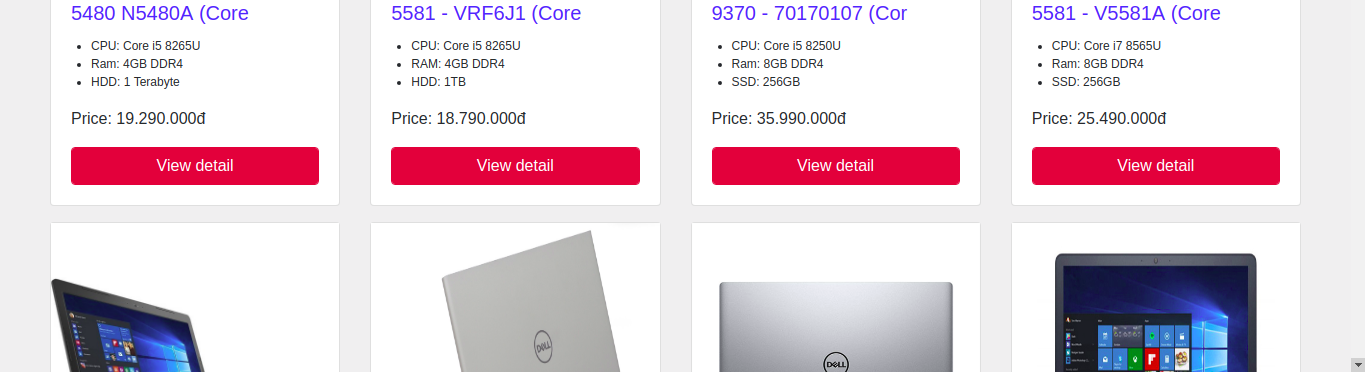 5480 N5480A (Core
CPU: Core i5 8265U
Ram: 4GB DDR4
HDD: 1 Terabyte
Price: 19.290.000đ
View detail
5581 - VRF6J1 (Core
CPU: Core i5 8265U
RAM: 4GB DDR4
HDD: 1TB
Price: 18.790.000đ
View detail
9370 - 70170107 (Cor
CPU: Core i5 8250U
Ram: 8GB DDR4
SSD: 256GB
Price: 35.990.000đ
View detail
5581 - V5581A (Core
CPU: Core i7 8565U
Ram: 8GB DDR4
SSD: 256GB
Price: 25.490.000đ
View detail
DELL
DELL